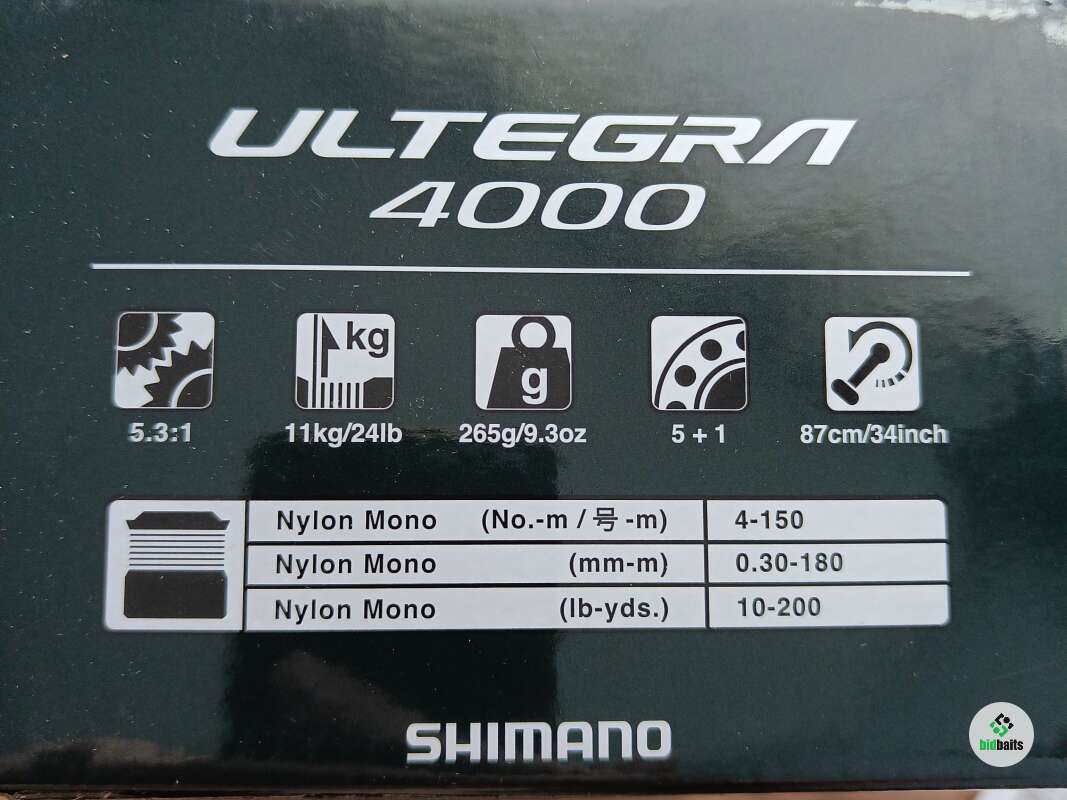 ULTEGRA
4000
kg
g
5.3:1
11kg/24lb
265g/9.3oz
5 + 1
87cm/34inch
Nylon Mono (No.-m / 号 -m) 4-150
Nylon Mono (mm-m) 0.30-180
Nylon Mono (lb-yds.) 10-200
SHIMANO
bidbaits